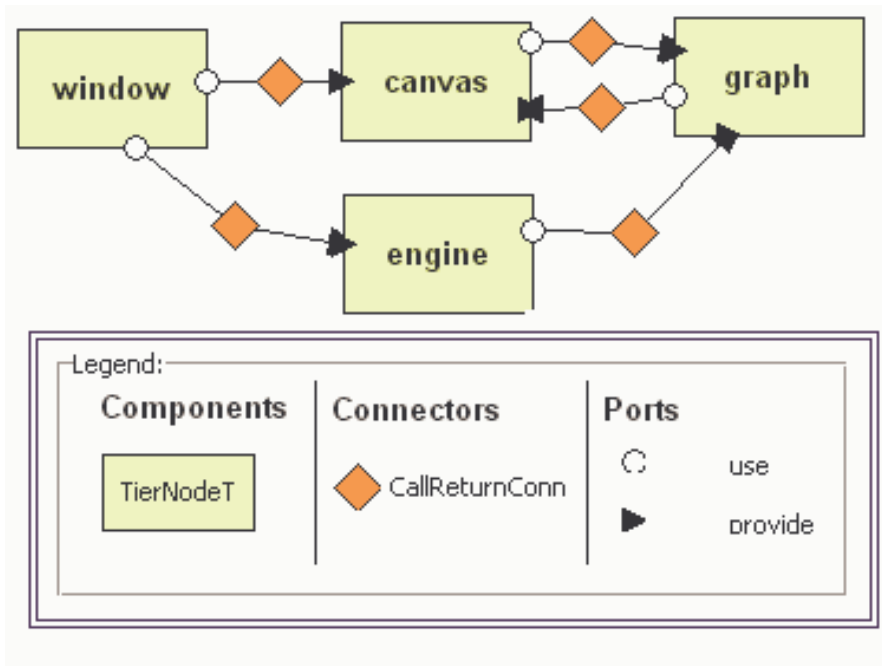 window
canvas
graph
engine
Legend:
Components
Connectors
Ports
TierNodeT
CallReturnConn
use
provide